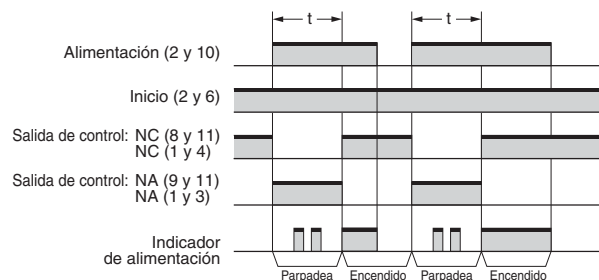 t
t
Alimentación (2 y 10)
Inicio (2 y 6)
Salida de control: NC (8 y 11)
NC (1 y 4)
Salida de control: NA (9 y 11)
NA (1 y 3)
Indicador
de alimentación
Parpadea
Encendido
Parpadea
Encendido